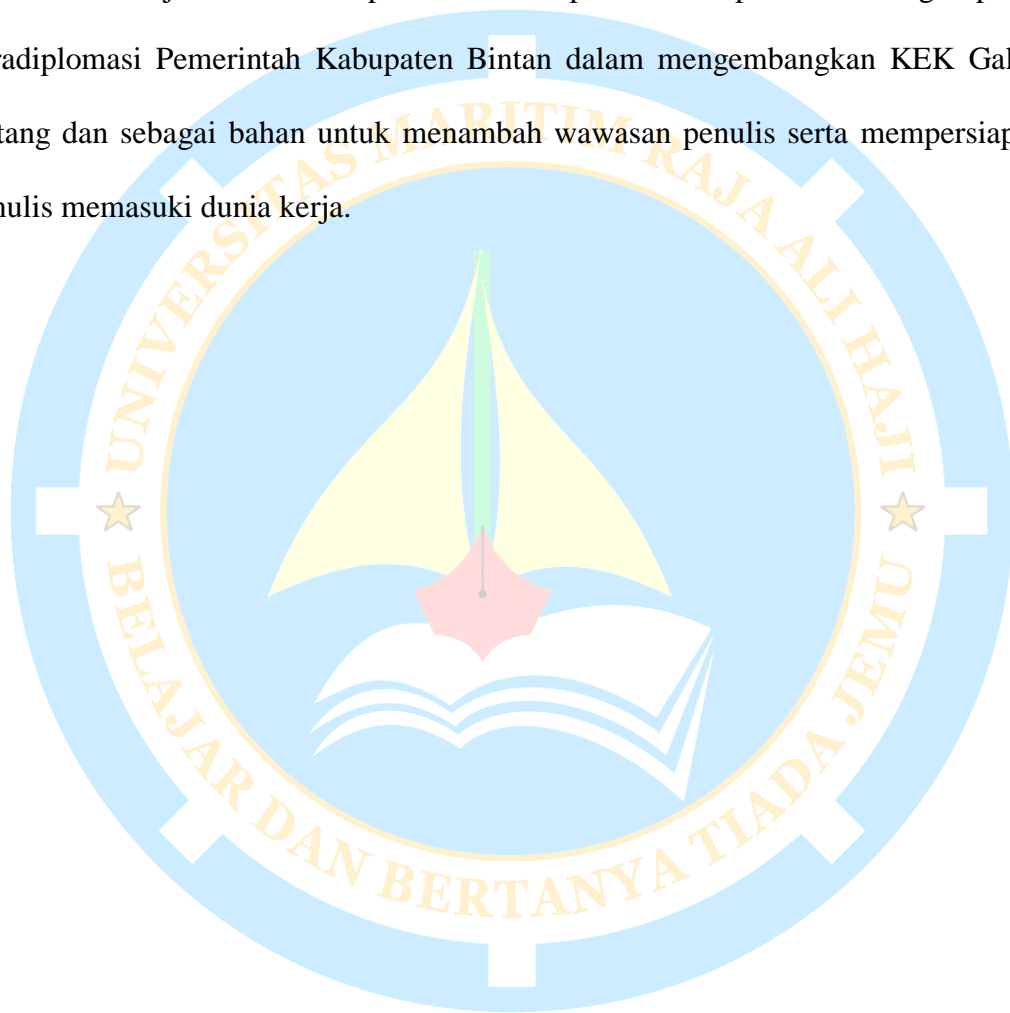 radiplomasi Pemerintah Kabupaten Bintan dalam mengembangkan KEK Gal
tang dan sebagai bahan untuk menambah wawasan penulis serta mempersiap
nulis memasuki dunia kerja.
UNIVERSITAS MARITIM RAJA ALI HAJI
BELAJAR DAN BERTANYA TIADA JEMU